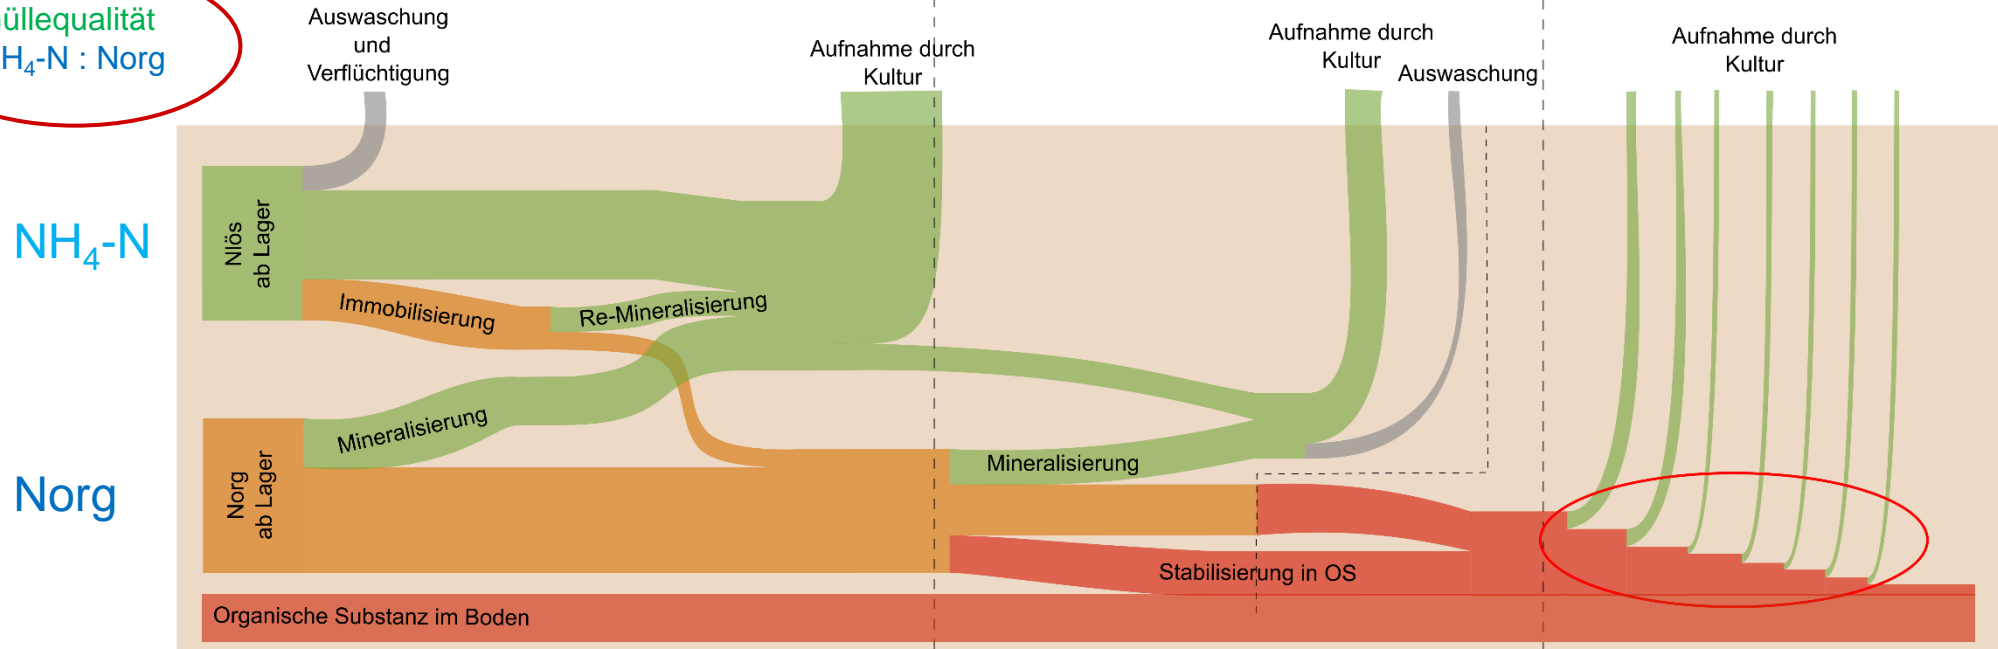 üllequalität
H₄-N : Norg
Auswaschung
und
Verflüchtigung
Aufnahme durch
Kultur
Aufnahme durch
Kultur
Auswaschung
Aufnahme durch
Kultur
NH₄-N
Nlös
ab Lager
Immobilisierung
Re-Mineralisierung
Mineralisierung
Norg
Norg
ab Lager
Mineralisierung
Stabilisierung in OS
Organische Substanz im Boden